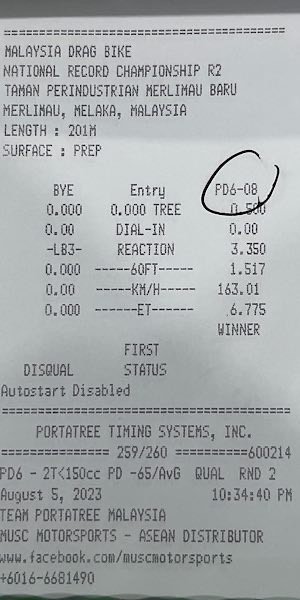 MALAYSIA DRAG BIKE
NATIONAL RECORD CHAMPIONSHIP R2
TAMAN PERINDUSTRIAN MERLIMAU BARU
MERLIMAU, MELAKA, MALAYSIA
LENGTH : 201M
SURFACE : PREP
BYE Entry PD6-08
0.000 0.000 TREE 0.500
0.00 DIAL-IN 0.00
-LB3- REACTION 3.350
0.000 ------60FT----- 1.517
0.00 -----KM/H----- 163.01
0.000 ------ET----- 6.775
WINNER
FIRST
DISQUAL STATUS
Autostart Disabled
PORTATREE TIMING SYSTEMS, INC.
=============== 259/260 ==========600214
PD6 - 2T<150cc PD -65/AvG QUAL RND 2
August 5, 2023 10:34:40 PM
TEAM PORTATREE MALAYSIA
MUSC MOTORSPORTS - ASEAN DISTRIBUTOR
www.facebook.com/muscmotorsports
+6016-6681490